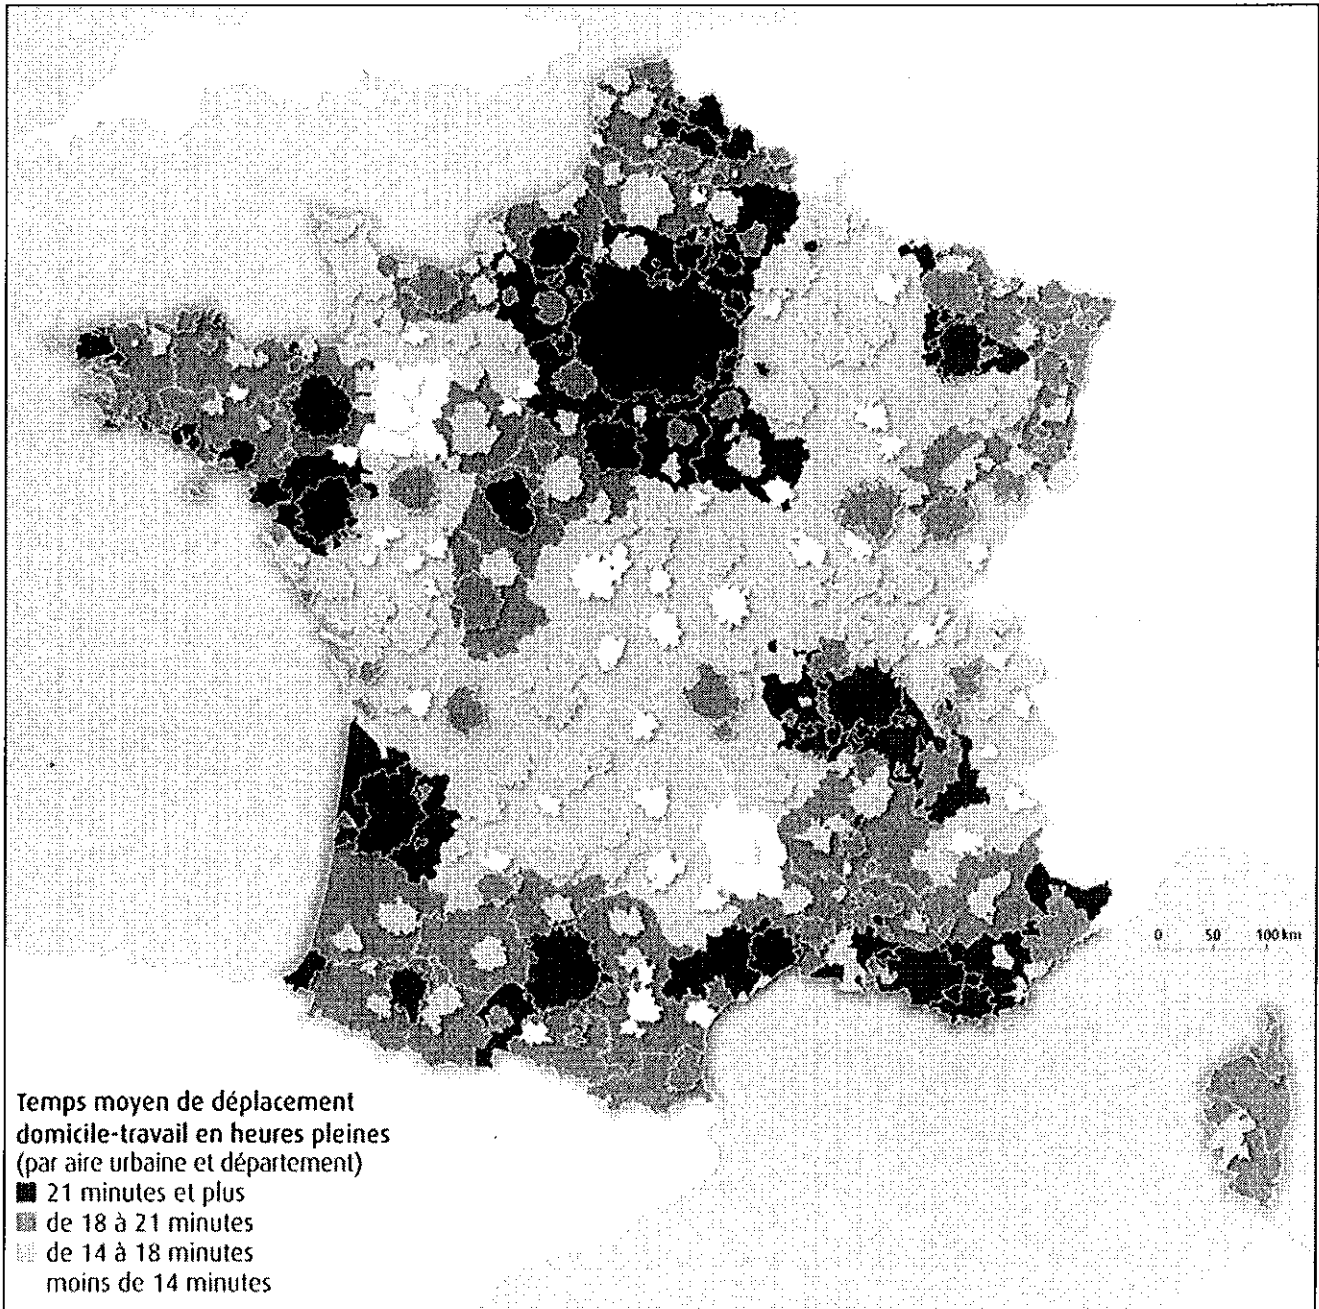 0 50 100 km
Temps moyen de déplacement
domicile-travail en heures pleines
(par aire urbaine et département)
21 minutes et plus
de 18 à 21 minutes
de 14 à 18 minutes
moins de 14 minutes